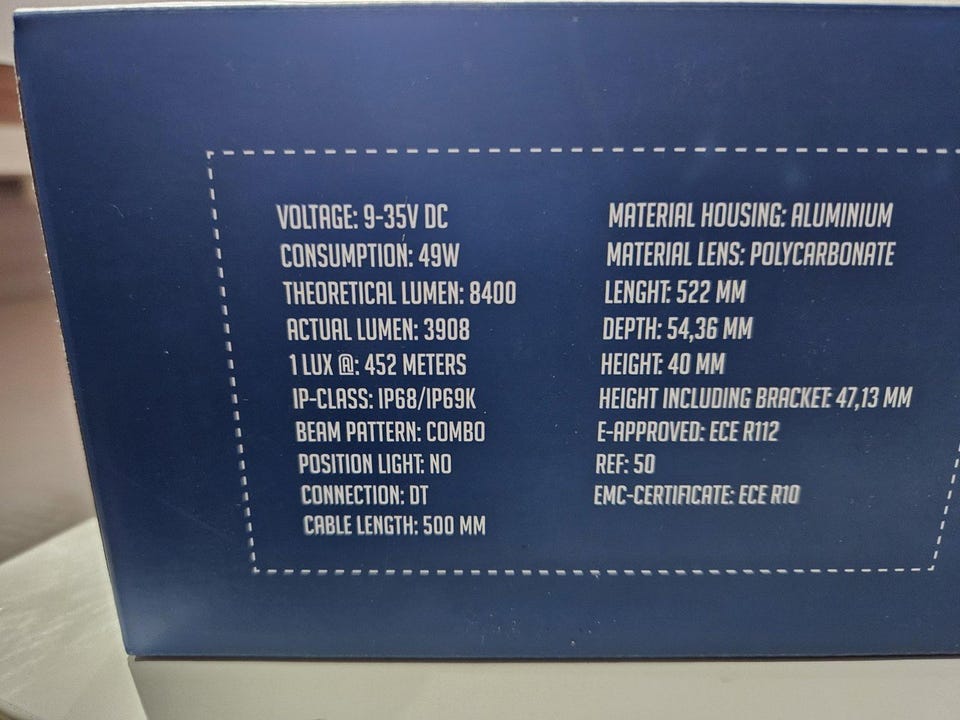 VOLTAGE: 9-35V DC
CONSUMPTION: 49W
THEORETICAL LUMEN: 8400
ACTUAL LUMEN: 3908
1 LUX @: 452 METERS
IP-CLASS: IP68/IP69K
BEAM PATTERN: COMBO
POSITION LIGHT: NO
CONNECTION: DT
CABLE LENGTH: 500 MM
MATERIAL HOUSING: ALUMINIUM
MATERIAL LENS: POLYCARBONATE
LENGHT: 522 MM
DEPTH: 54,36 MM
HEIGHT: 40 MM
HEIGHT INCLUDING BRACKET: 47,13 MM
E-APPROVED: ECE R112
REF: 50
EMC-CERTIFICATE: ECE R10